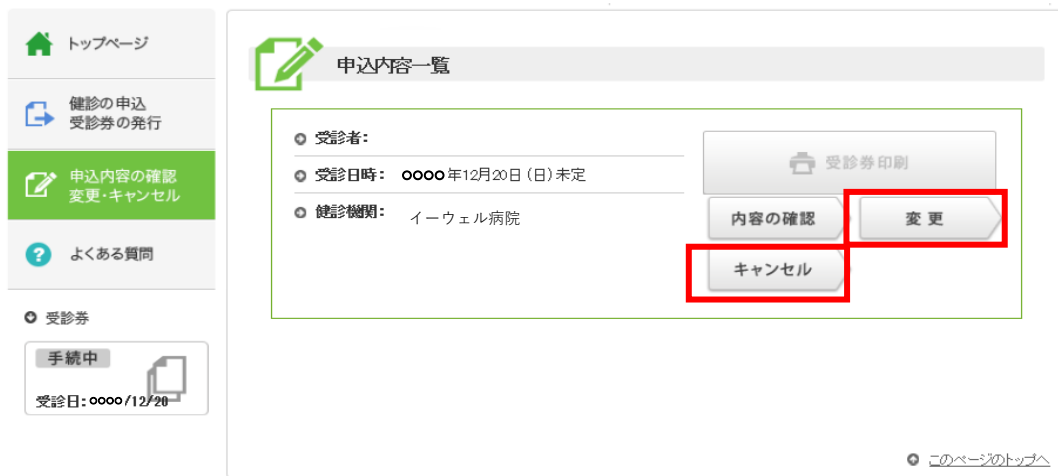 トップページ
健診の申込
受診券の発行
申込内容の確認
変更・キャンセル
よくある質問
受診券
手続中
受診日：0000/12/20
申込内容一覧
受診者：
受診日時： 0000年12月20日（日）未定
健診機関： イーウェル病院
受診券印刷
内容の確認
変更
キャンセル
このページのトップへ